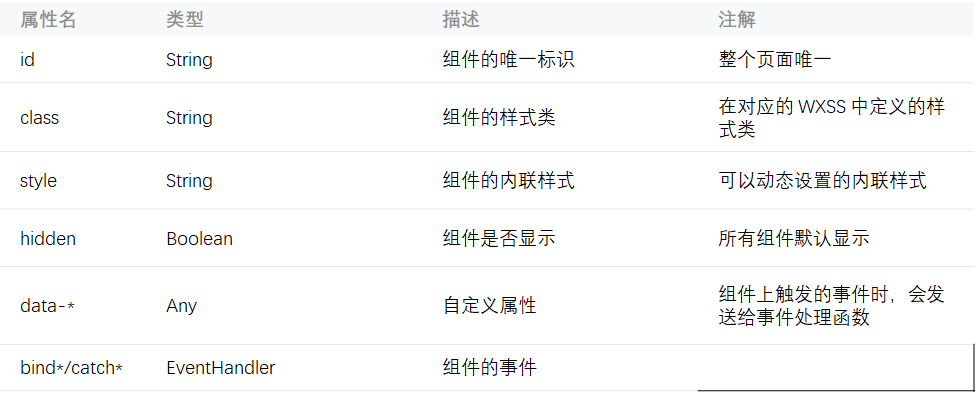 属性名 类型 描述 注解
id String 组件的唯一标识 整个页面唯一
class String 组件的样式类 在对应的 WXSS 中定义的样
式类
style String 组件的内联样式 可以动态设置的内联样式
hidden Boolean 组件是否显示 所有组件默认显示
data-* Any 自定义属性 组件上触发的事件时，会发
送给事件处理函数
bind*/catch* EventHandler 组件的事件